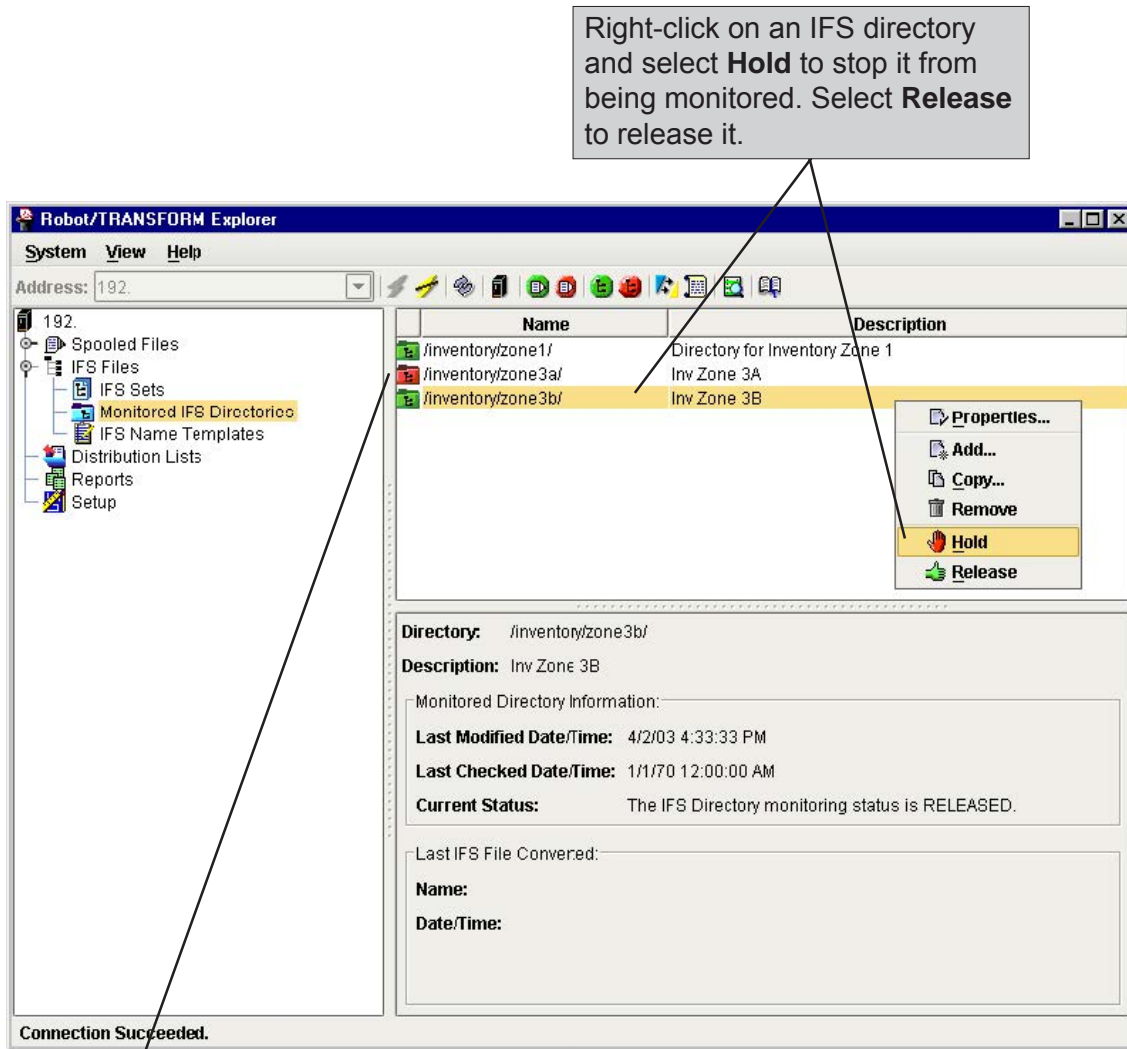 Right-click on an IFS directory
and select Hold to stop it from
being monitored. Select Release
to release it.
Robot/TRANSFORM Explorer
System View Help
Address: 192.
192.
Spooled Files
IFS Files
IFS Sets
Monitored IFS Directories
IFS Name Templates
Distribution Lists
Reports
Setup
Name Description
/inventory/zone1/ Directory for Inventory Zone 1
/inventory/zone3a/ Inv Zone 3A
/inventory/zone3b/ Inv Zone 3B
Properties...
Add...
Copy...
Remove
Hold
Release
Directory: /inventory/zone3b/
Description: Inv Zone 3B
Monitored Directory Information:
Last Modified Date/Time: 4/2/03 4:33:33 PM
Last Checked Date/Time: 1/1/70 12:00:00 AM
Current Status: The IFS Directory monitoring status is RELEASED.
Last IFS File Converted:
Name:
Date/Time:
Connection Succeeded.